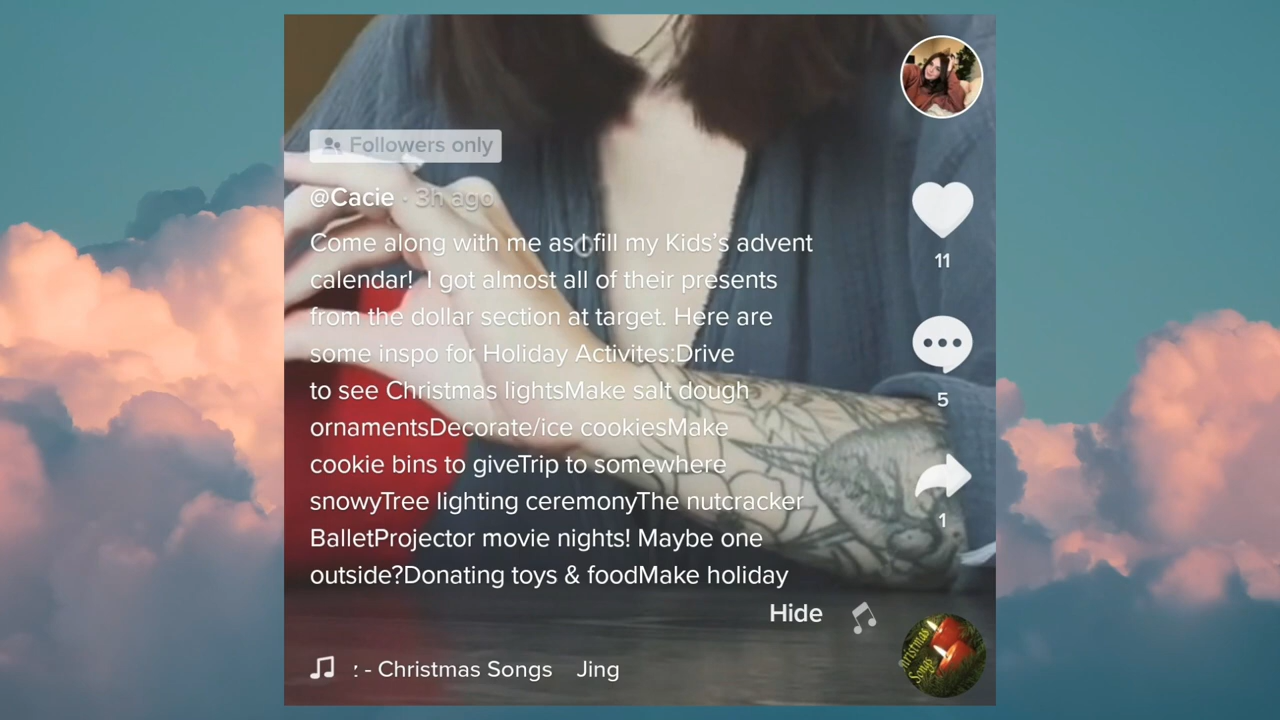 Followers only
@Cacie · 3h ago
Come along with me as I fill my Kids’s advent
calendar!  I got almost all of their presents
from the dollar section at target. Here are
some inspo for Holiday Activites:Drive
to see Christmas lightsMake salt dough
ornamentsDecorate/ice cookiesMake
cookie bins to giveTrip to somewhere
snowyTree lighting ceremonyThe nutcracker
BalletProjector movie nights! Maybe one
outside?Donating toys & foodMake holiday
Hide
: - Christmas Songs    Jing
11
5
1
Christmas
Songs